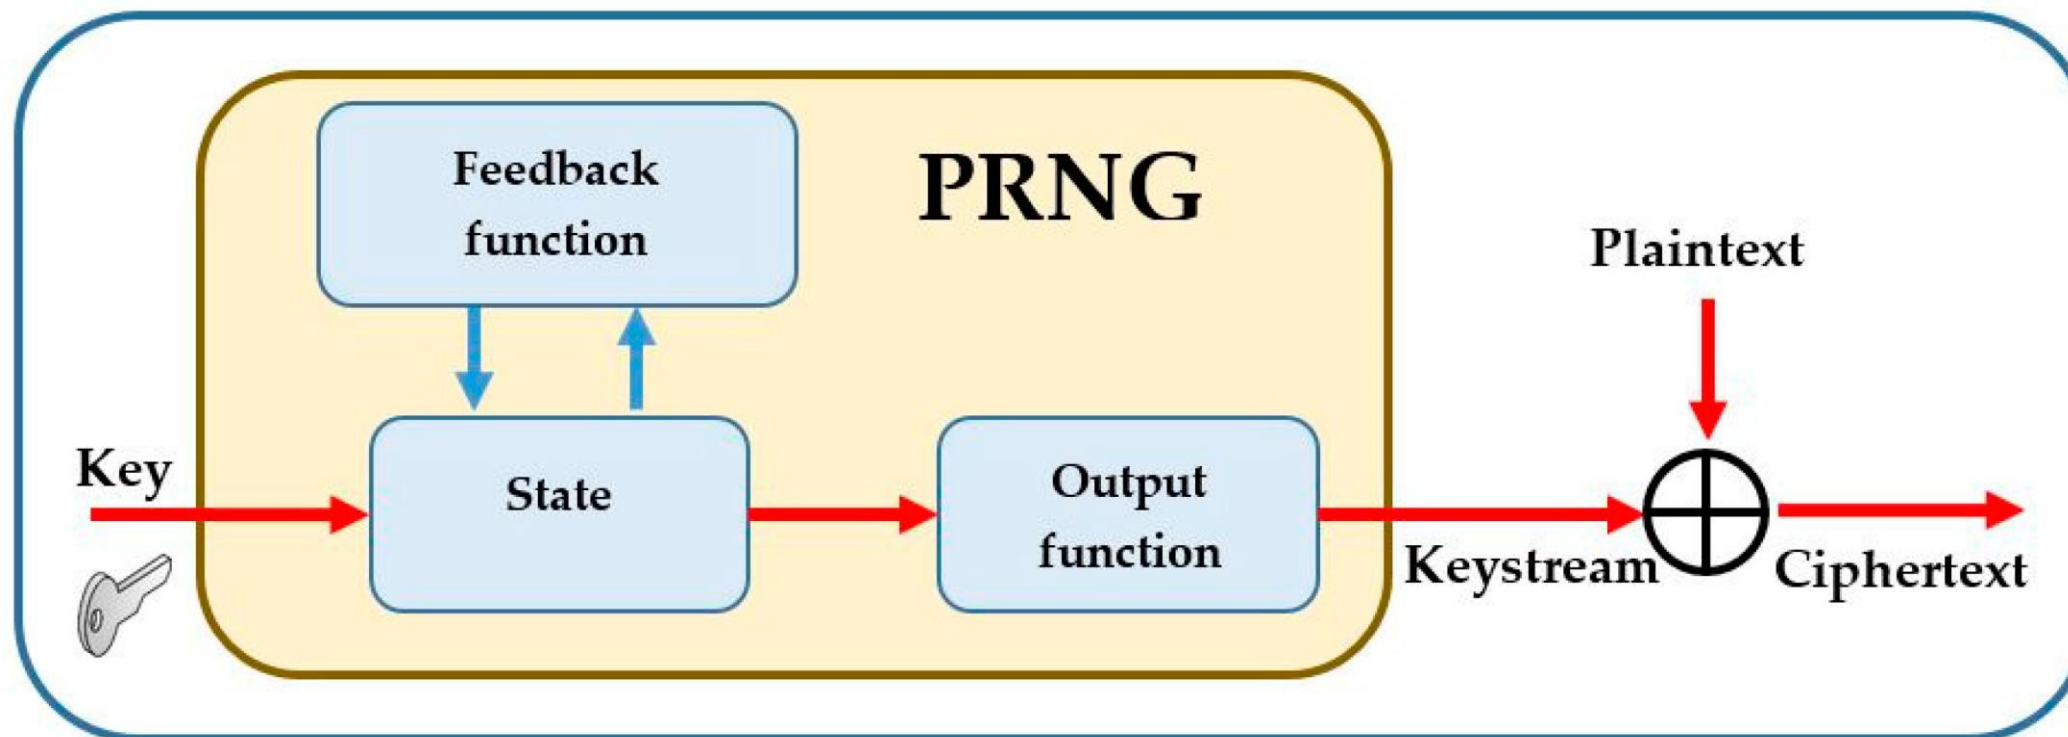 Feedback
function
PRNG
Plaintext
Key
State
Output
function
Keystream
Ciphertext